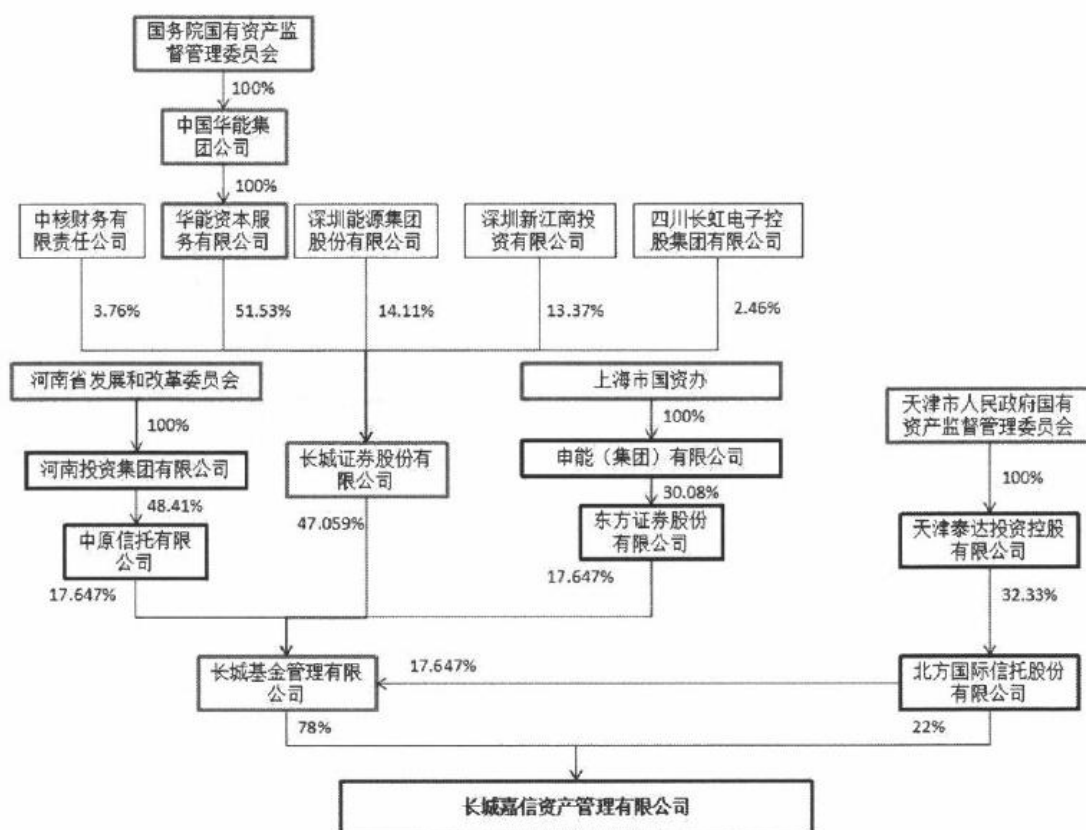 国务院国有资产监
督管理委员会
100%
中国华能集
团公司
100%
中核财务有
限责任公司
华能资本服
务有限公司
深圳能源集团
股份有限公司
深圳新江南投
资有限公司
四川长虹电子控
股集团有限公司
3.76%
51.53%
14.11%
13.37%
2.46%
河南省发展和改革委员会
上海市国资办
天津市人民政府国有
资产监督管理委员会
100%
100%
河南投资集团有限公司
长城证券股份有
限公司
申能（集团）有限公司
100%
48.41%
47.059%
30.08%
中原信托有限
公司
东方证券股份
有限公司
天津泰达投资控股
有限公司
17.647%
17.647%
32.33%
长城基金管理有限
公司
17.647%
北方国际信托股份
有限公司
78%
22%
长城嘉信资产管理有限公司